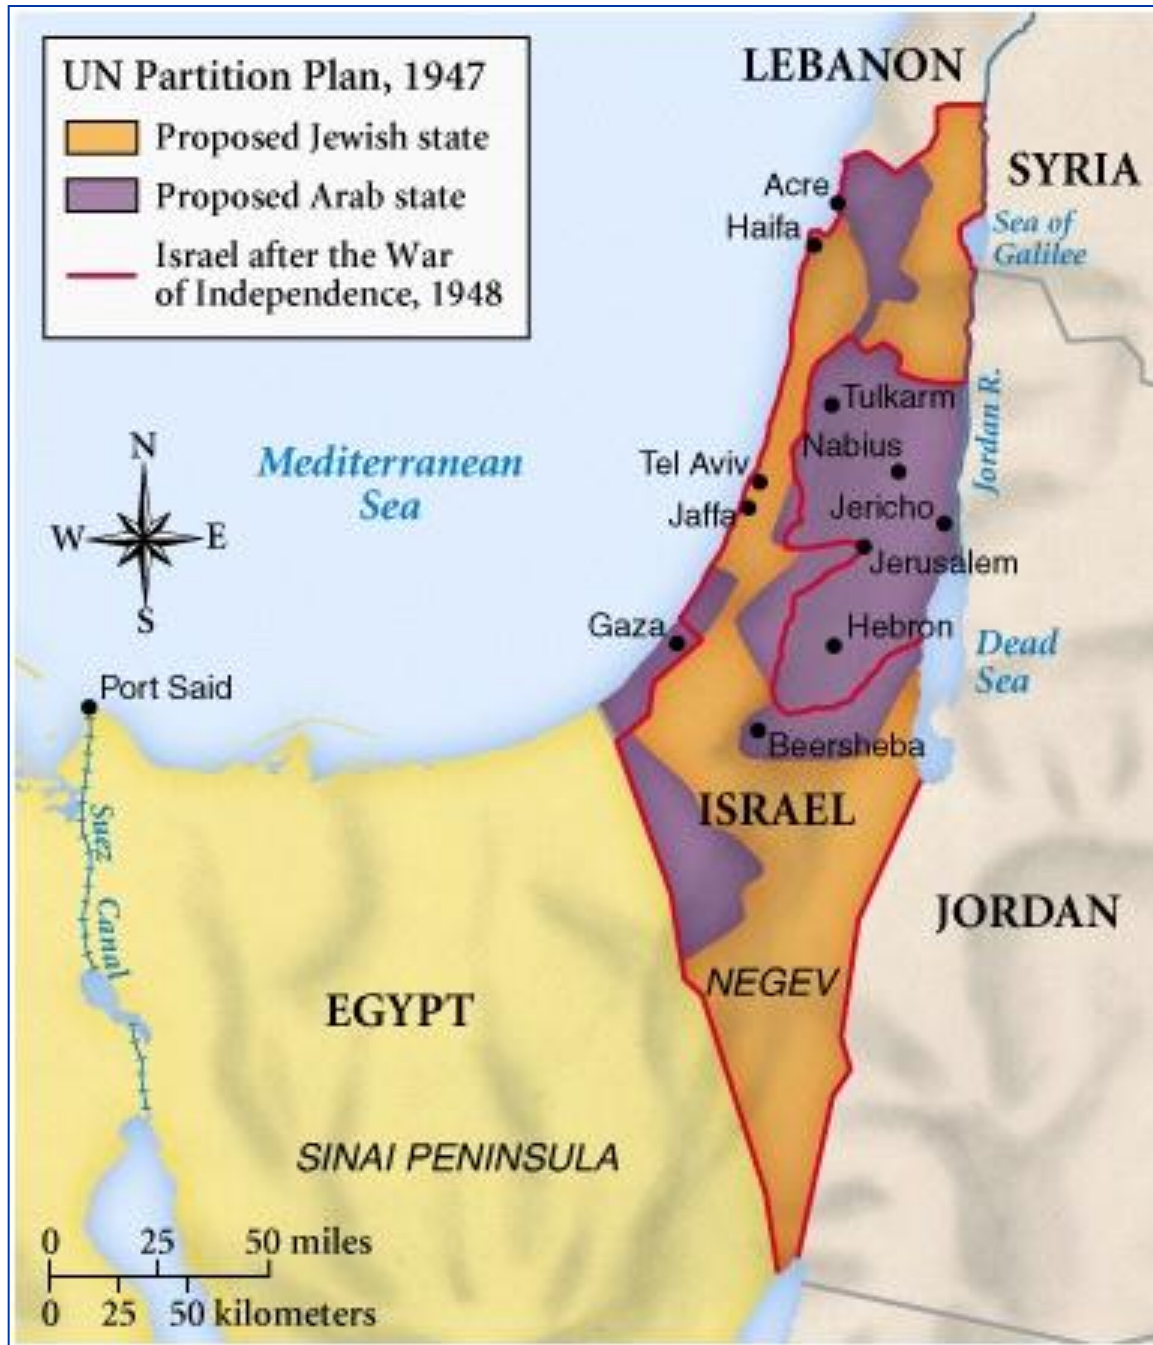 UN Partition Plan, 1947
Proposed Jewish state
Proposed Arab state
Israel after the War
of Independence, 1948
LEBANON
SYRIA
Acre
Haifa
Sea of
Galilee
Tulkarm
Nabius
Jordan R.
Tel Aviv
Jaffa
Jericho
Jerusalem
Mediterranean
Sea
N
W
E
S
Gaza
Hebron
Dead
Sea
Port Said
Beersheba
ISRAEL
Suez Canal
JORDAN
NEGEV
EGYPT
SINAI PENINSULA
0 25 50 miles
0 25 50 kilometers